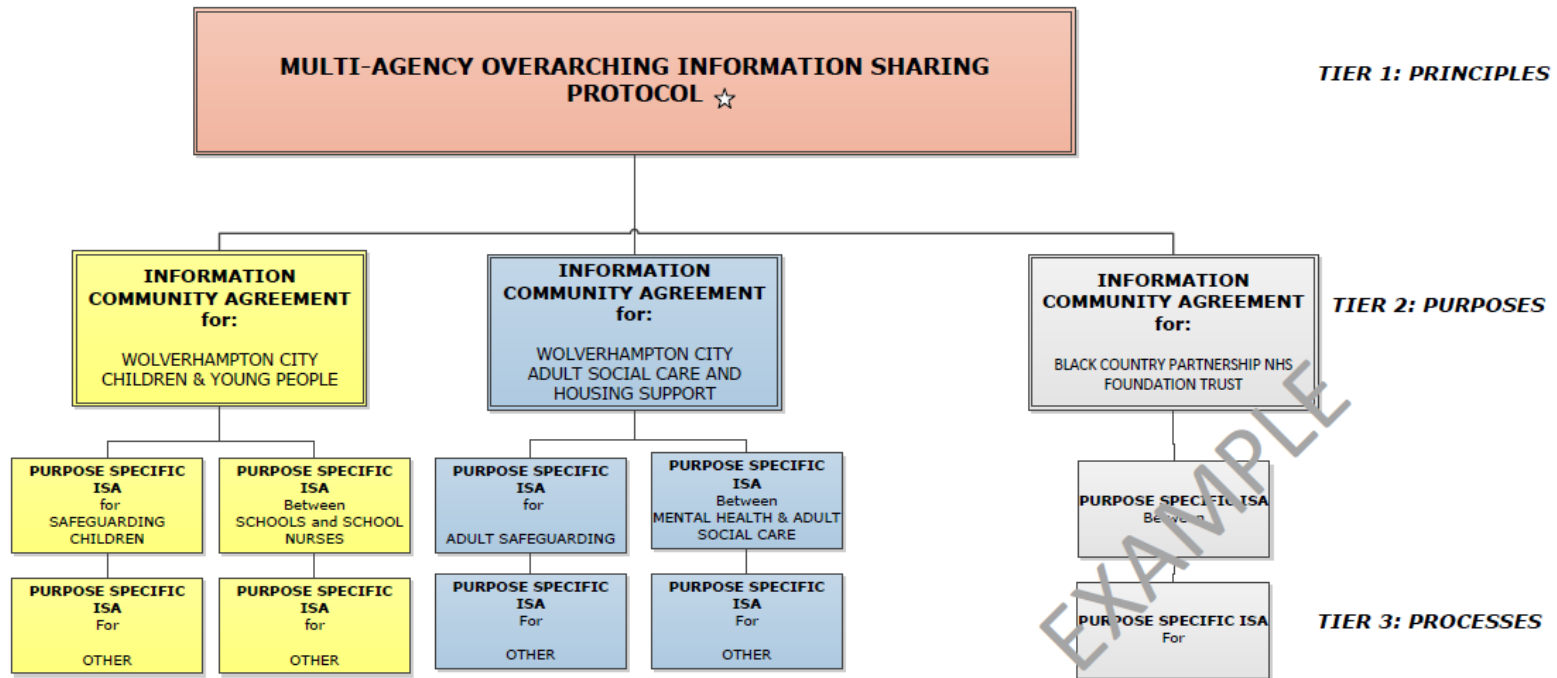 MULTI-AGENCY OVERARCHING INFORMATION SHARING
PROTOCOL ☆
TIER 1: PRINCIPLES
INFORMATION
COMMUNITY AGREEMENT
for:
WOLVERHAMPTON CITY
CHILDREN & YOUNG PEOPLE
INFORMATION
COMMUNITY AGREEMENT
for:
WOLVERHAMPTON CITY
ADULT SOCIAL CARE AND
HOUSING SUPPORT
INFORMATION
COMMUNITY AGREEMENT
for:
BLACK COUNTRY PARTNERSHIP NHS
FOUNDATION TRUST
TIER 2: PURPOSES
PURPOSE SPECIFIC
ISA
for
SAFEGUARDING
CHILDREN
PURPOSE SPECIFIC
ISA
Between
SCHOOLS and SCHOOL
NURSES
PURPOSE SPECIFIC
ISA
for
ADULT SAFEGUARDING
PURPOSE SPECIFIC
ISA
Between
MENTAL HEALTH & ADULT
SOCIAL CARE
PURPOSE SPECIFIC ISA
Between
PURPOSE SPECIFIC
ISA
For
OTHER
PURPOSE SPECIFIC
ISA
for
OTHER
PURPOSE SPECIFIC
ISA
For
OTHER
PURPOSE SPECIFIC
ISA
For
OTHER
PURPOSE SPECIFIC ISA
For
TIER 3: PROCESSES
EXAMPLE